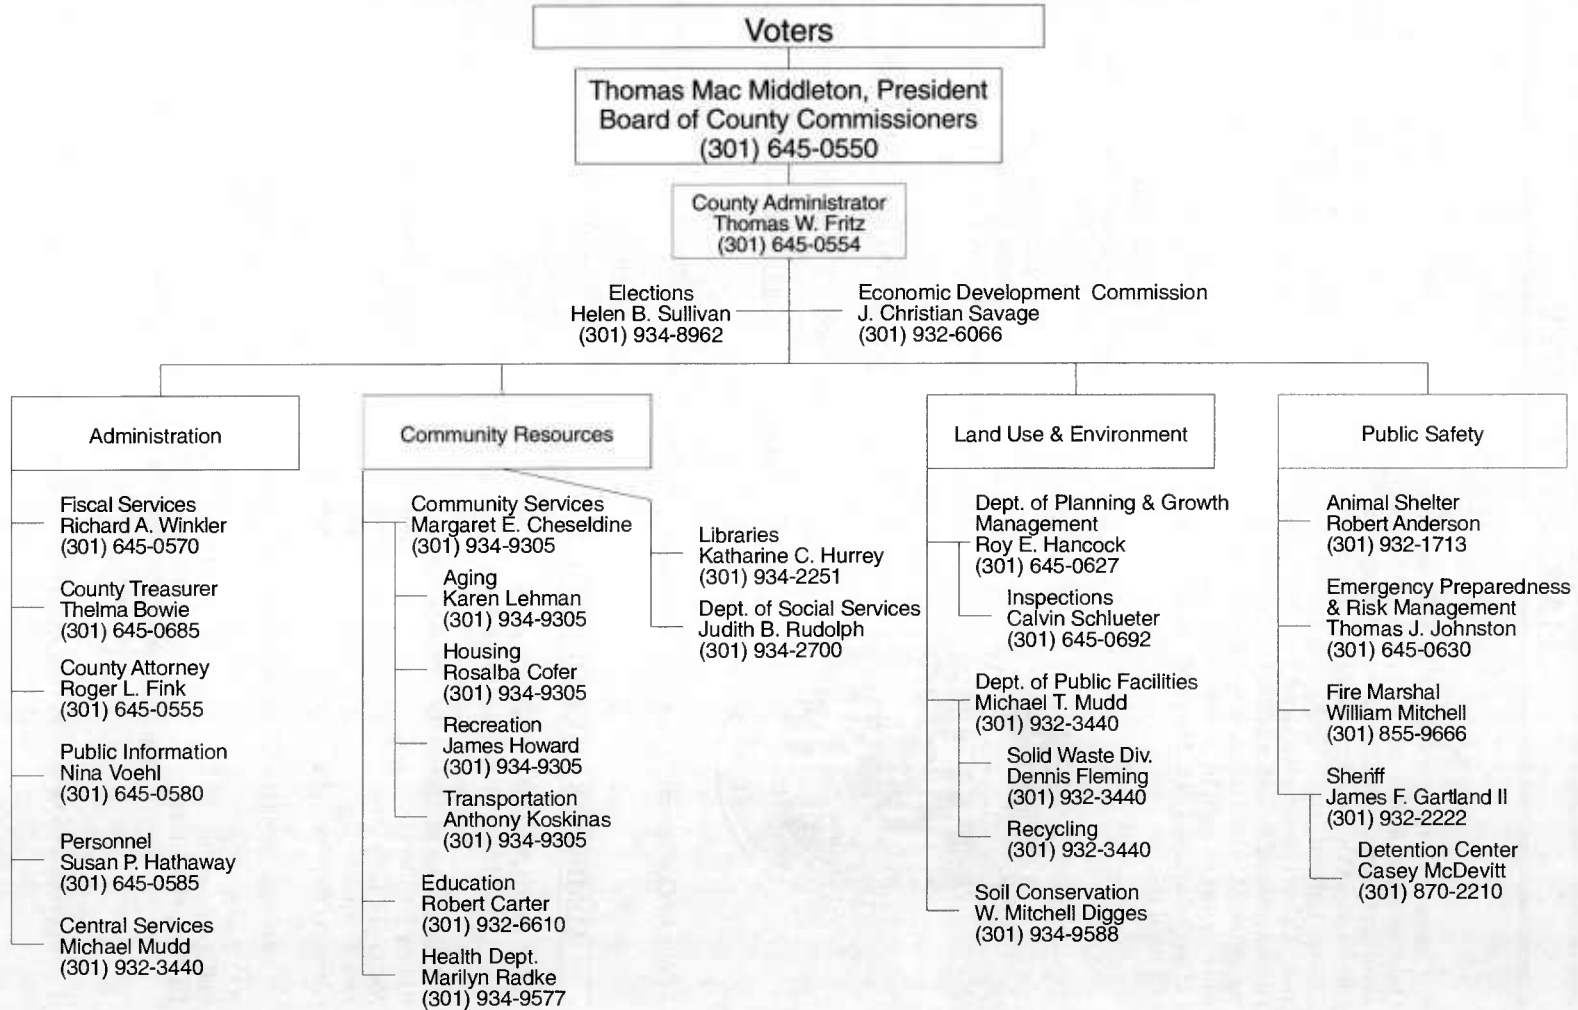 Voters
Thomas Mac Middleton, President
Board of County Commissioners
(301) 645-0550
County Administrator
Thomas W. Fritz
(301) 645-0554
Elections
Helen B. Sullivan
(301) 934-8962
Economic Development Commission
J. Christian Savage
(301) 932-6066
Administration
Fiscal Services
Richard A. Winkler
(301) 645-0570
County Treasurer
Thelma Bowie
(301) 645-0685
County Attorney
Roger L. Fink
(301) 645-0555
Public Information
Nina Voehl
(301) 645-0580
Personnel
Susan P. Hathaway
(301) 645-0585
Central Services
Michael Mudd
(301) 932-3440
Community Resources
Community Services
Margaret E. Cheseldine
(301) 934-9305
Aging
Karen Lehman
(301) 934-9305
Housing
Rosalba Cofer
(301) 934-9305
Recreation
James Howard
(301) 934-9305
Transportation
Anthony Koskinas
(301) 934-9305
Education
Robert Carter
(301) 932-6610
Health Dept.
Marilyn Radke
(301) 934-9577
Libraries
Katharine C. Hurrey
(301) 934-2251
Dept. of Social Services
Judith B. Rudolph
(301) 934-2700
Land Use & Environment
Dept. of Planning & Growth
Management
Roy E. Hancock
(301) 645-0627
Inspections
Calvin Schlueter
(301) 645-0692
Dept. of Public Facilities
Michael T. Mudd
(301) 932-3440
Solid Waste Div.
Dennis Fleming
(301) 932-3440
Recycling
(301) 932-3440
Soil Conservation
W. Mitchell Digges
(301) 934-9588
Public Safety
Animal Shelter
Robert Anderson
(301) 932-1713
Emergency Preparedness
& Risk Management
Thomas J. Johnston
(301) 645-0630
Fire Marshal
William Mitchell
(301) 855-9666
Sheriff
James F. Gartland II
(301) 932-2222
Detention Center
Casey McDevitt
(301) 870-2210